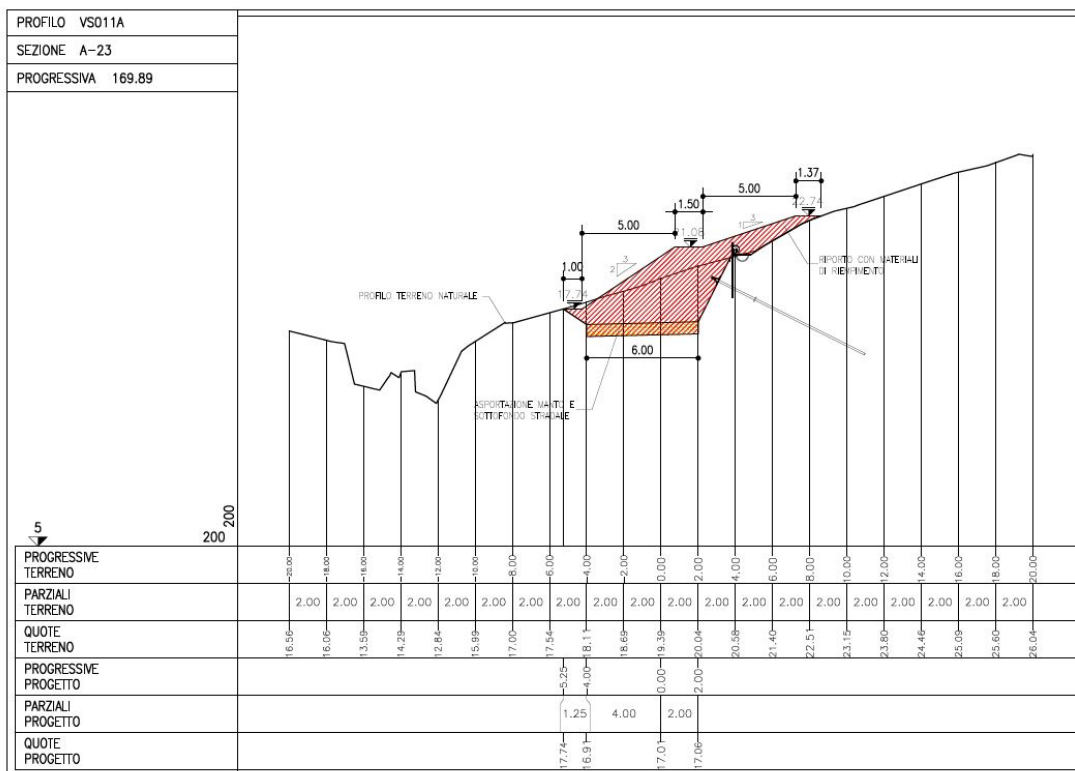 PROFILO VS011A
SEZIONE A-23
PROGRESSIVA 169.89
1.37
5.00
22.74
1.50
3
1
5.00
21.08
3
2
RIPORTO CON MATERIALI
DI RIEMPIMENTO
1.00
17.74
PROFILO TERRENO NATURALE
6.00
ASPORTAZIONE MANTO E
SOTTOFONDO STRADALE
5
200
200
PROGRESSIVE
TERRENO
-20.00 -18.00 -16.00 -14.00 -12.00 -10.00 -8.00 -6.00 -4.00 -2.00 0.00 2.00 4.00 6.00 8.00 10.00 12.00 14.00 16.00 18.00 20.00
PARZIALI
TERRENO
2.00 2.00 2.00 2.00 2.00 2.00 2.00 2.00 2.00 2.00 2.00 2.00 2.00 2.00 2.00 2.00 2.00 2.00 2.00 2.00
QUOTE
TERRENO
16.56 16.06 13.59 14.29 12.84 15.99 17.00 17.54 18.11 18.69 19.39 20.04 20.58 21.40 22.51 23.15 23.80 24.46 25.09 25.60 26.04
PROGRESSIVE
PROGETTO
-5.25 -4.00 0.00 2.00
PARZIALI
PROGETTO
1.25 4.00 2.00
QUOTE
PROGETTO
17.74 16.91 17.01 17.06